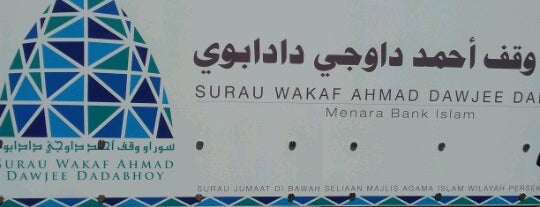 وقف أحمد داوجي دادابوي
SURAU WAKAF AHMAD DAWJEE DAD
Menara Bank Islam
سوراو وقف أحمد داوجي دادابوي
SURAU WAKAF AHMAD
DAWJEE DADABHOY
SURAU JUMAAT DI BAWAH SELIAAN MAJLIS AGAMA ISLAM WILAYAH PERSEK